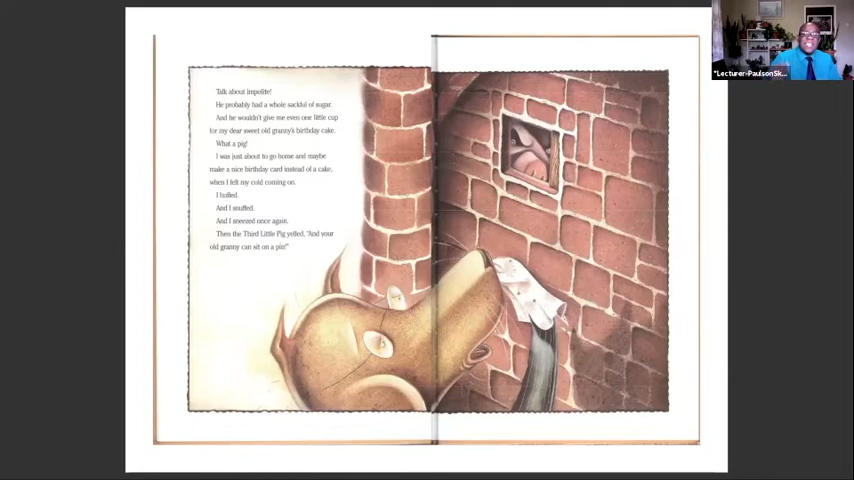 Talk about impolite!
He probably had a whole sackful of sugar.
And he wouldn't give me even one little cup
for my dear sweet old granny's birthday cake.
What a pig!
I was just about to go home and maybe
make a nice birthday card instead of a cake,
when I felt my cold coming on.
I huffed.
And I snuffed.
And I sneezed once again.
Then the Third Little Pig yelled, "And your
old granny can sit on a pin!"
*Lecturer-PaulsonSk...